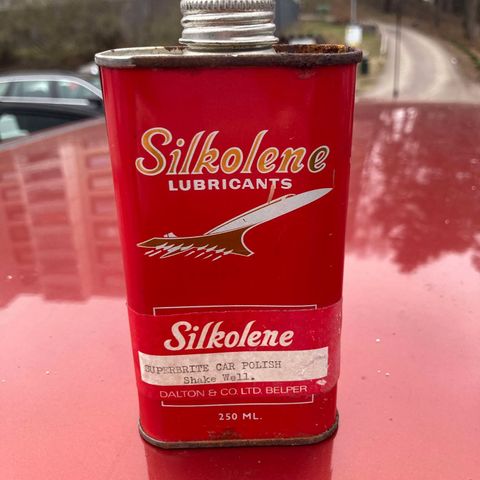 Silkolene
LUBRICANTS
Silkolene
SUPERBRITE CAR POLISH
Shake Well.
DALTON & CO. LTD. BELPER
250 ML.